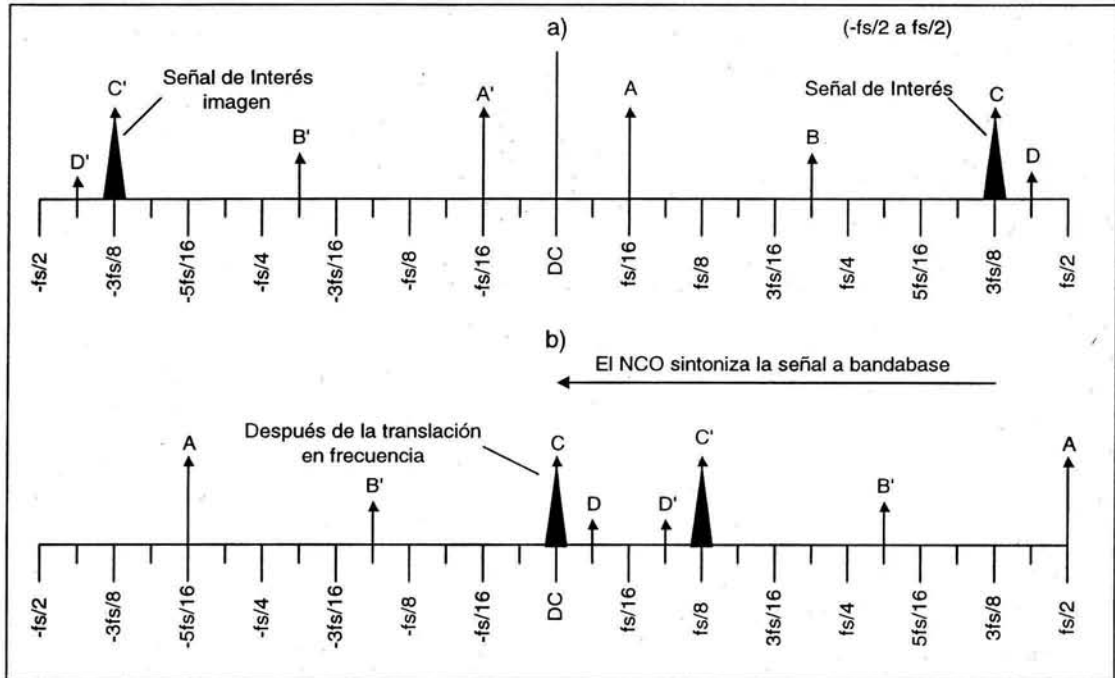 a)
(-fs/2 a fs/2)
Señal de Interés
imagen
Señal de Interés
C'
A'
A
C
B'
B
D'
D
-fs/2
-3fs/8
-5fs/16
-fs/4
-3fs/16
-fs/8
-fs/16
DC
fs/16
fs/8
3fs/16
fs/4
5fs/16
3fs/8
fs/2
b)
El NCO sintoniza la señal a bandabase
Después de la translación
en frecuencia
A
C
C'
A
B'
D
D'
B'
-fs/2
-3fs/8
-5fs/16
-fs/4
-3fs/16
-fs/8
-fs/16
DC
fs/16
fs/8
3fs/16
fs/4
5fs/16
3fs/8
fs/2